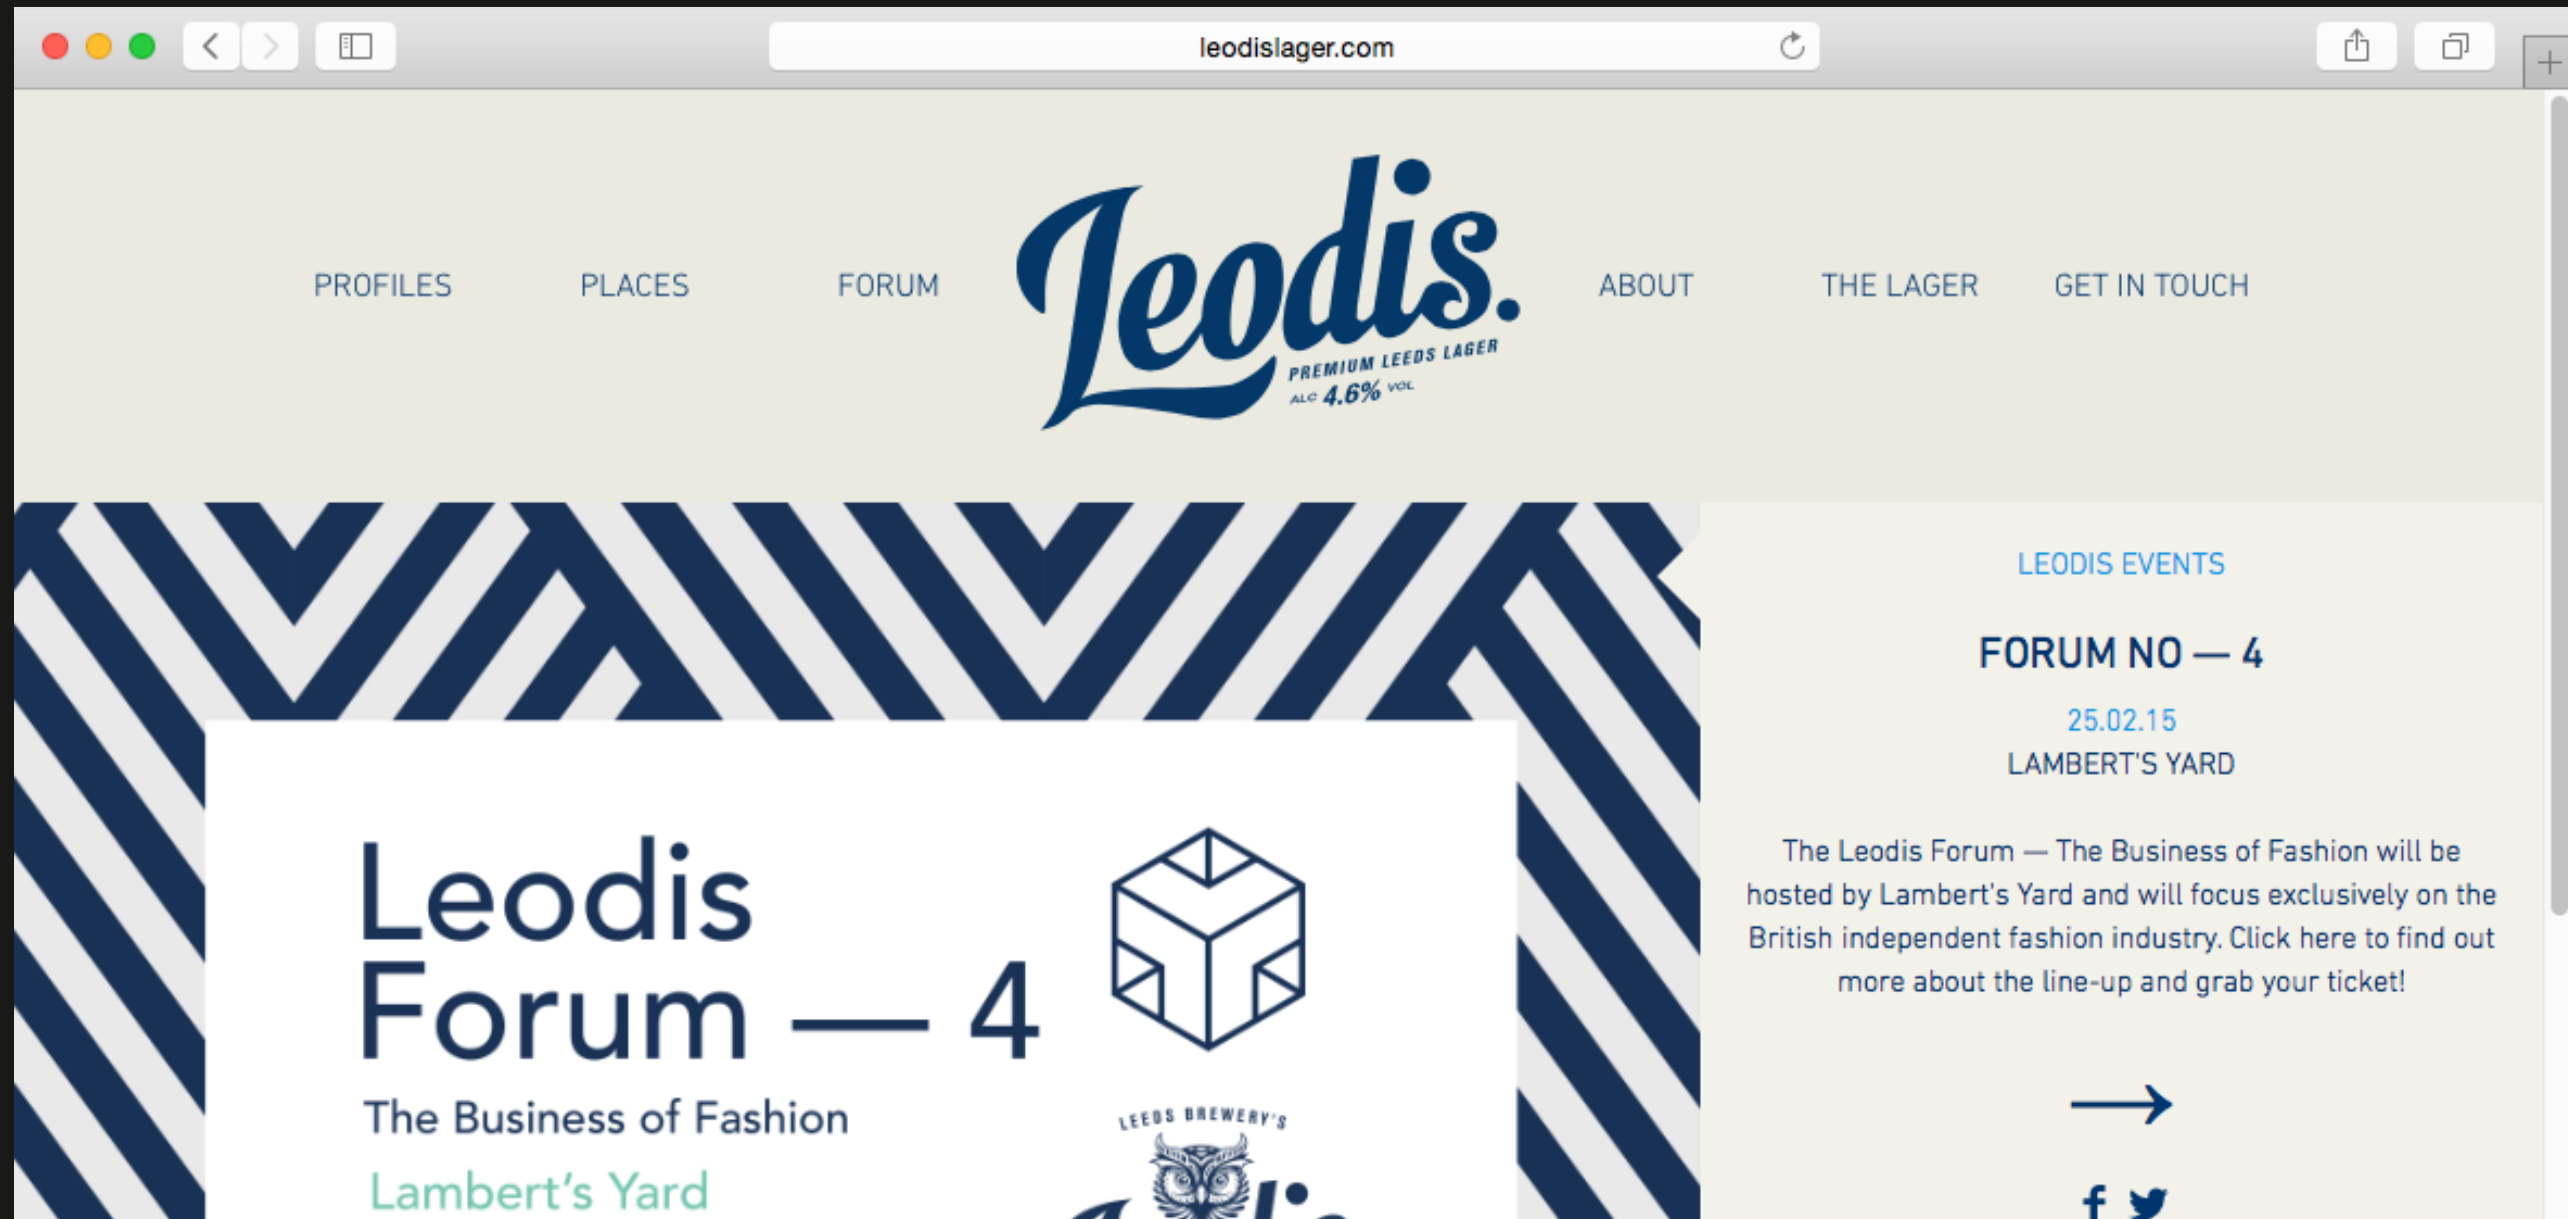 leodislager.com
PROFILES
PLACES
FORUM
Leodis.
PREMIUM LEEDS LAGER
ALC 4.6% VOL
ABOUT
THE LAGER
GET IN TOUCH
Leodis
Forum — 4
The Business of Fashion
Lambert's Yard
LEEDS BREWERY'S
LEODIS EVENTS
FORUM NO — 4
25.02.15
LAMBERT'S YARD
The Leodis Forum — The Business of Fashion will be
hosted by Lambert's Yard and will focus exclusively on the
British independent fashion industry. Click here to find out
more about the line-up and grab your ticket!